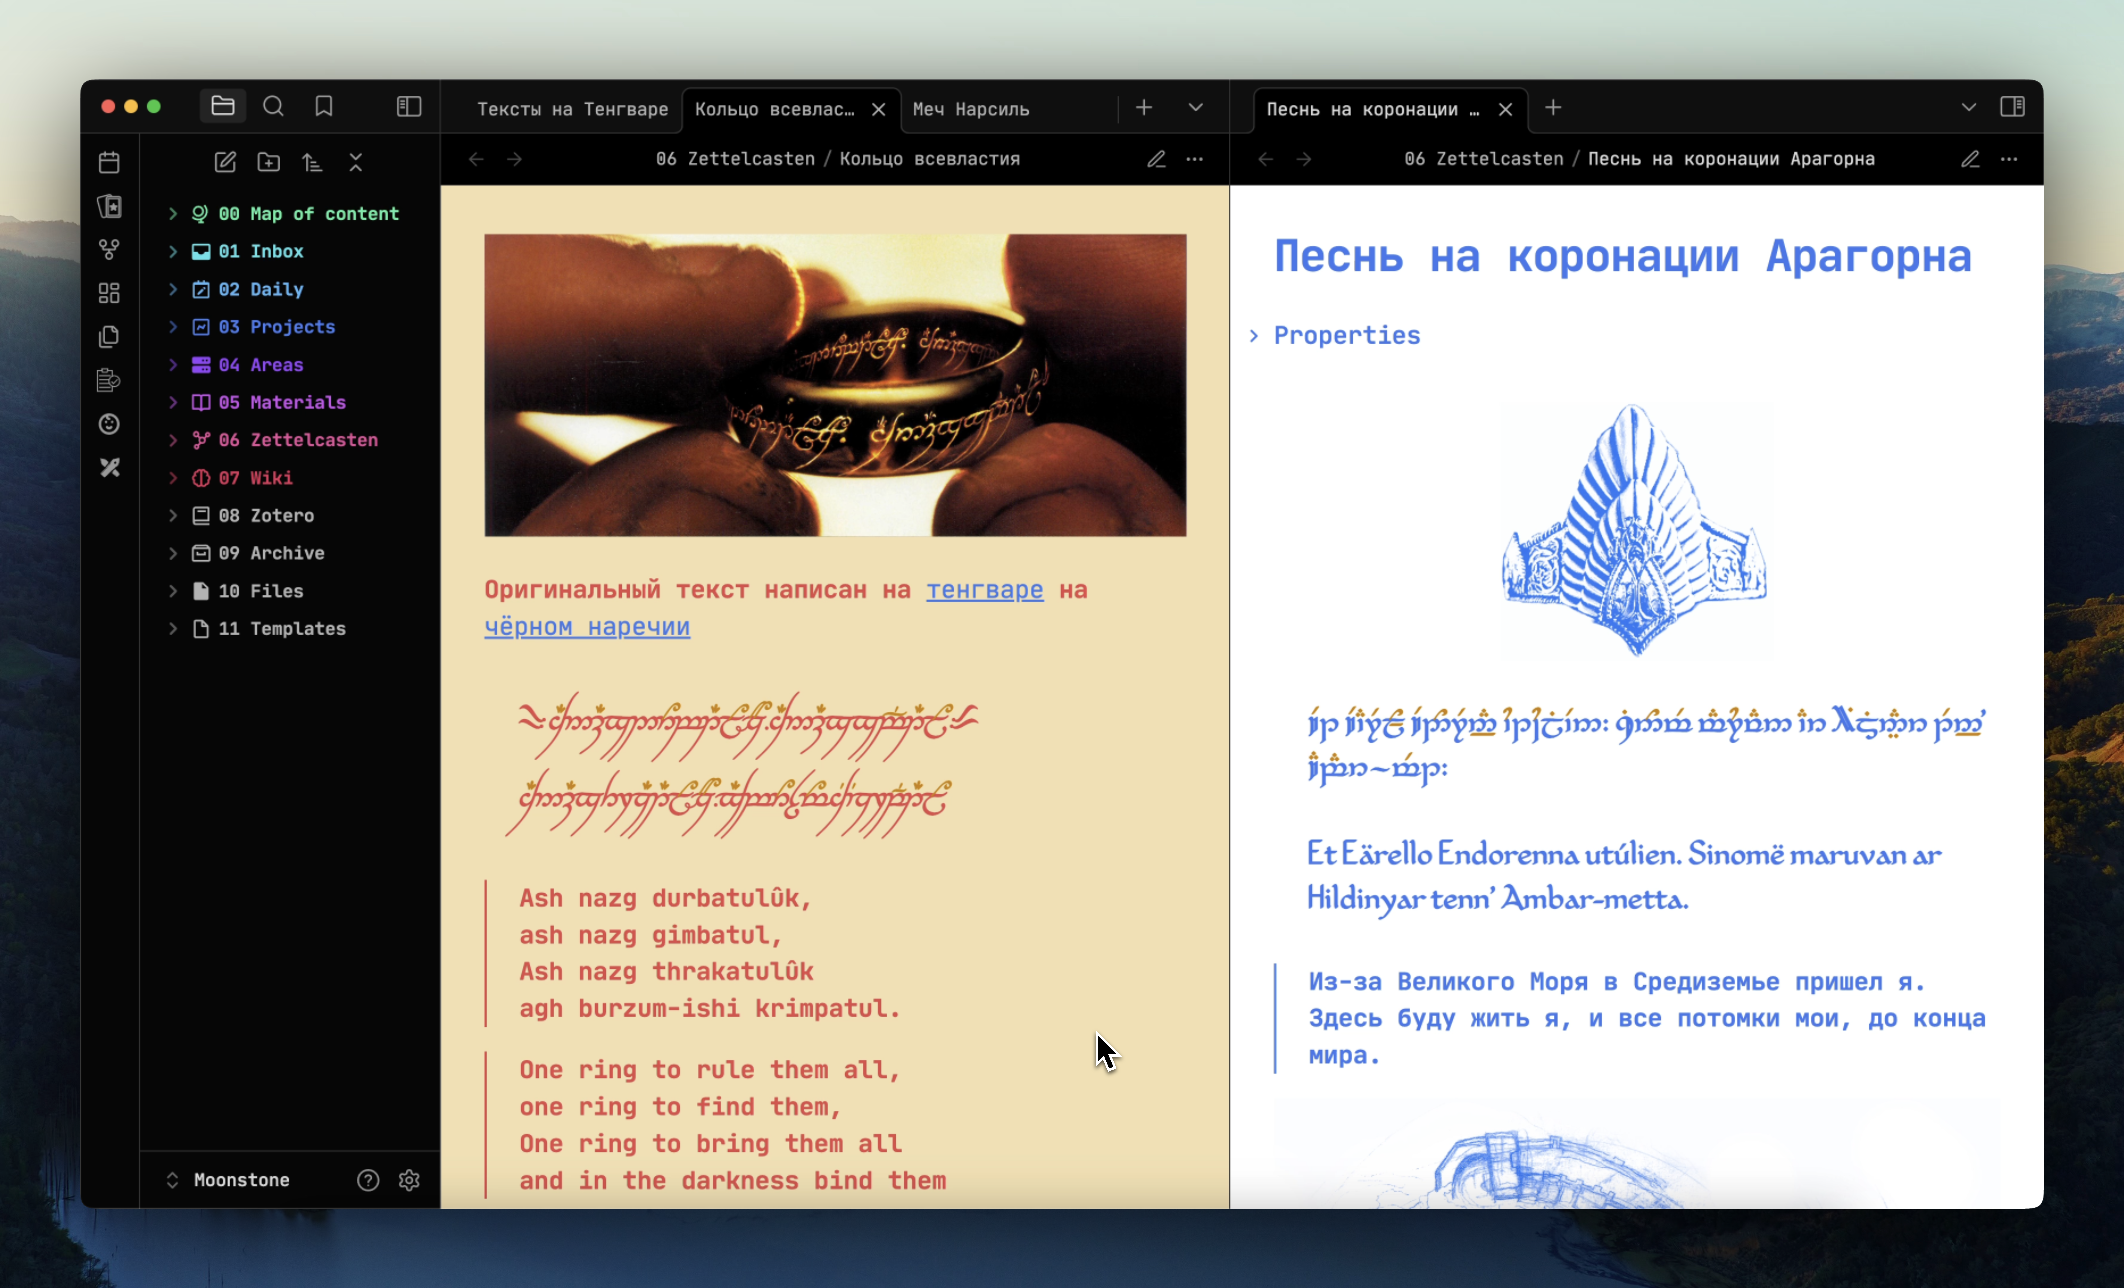 Тексты на Тенгваре
Кольцо всевлас…
Меч Нарсиль
Песнь на коронации …
06 Zettelcasten / Кольцо всевластия
06 Zettelcasten / Песнь на коронации Арагорна
00 Map of content
01 Inbox
02 Daily
03 Projects
04 Areas
05 Materials
06 Zettelcasten
07 Wiki
08 Zotero
09 Archive
10 Files
11 Templates
Moonstone
Оригинальный текст написан на тенгваре на
чёрном наречии
Ash nazg durbatulûk,
ash nazg gimbatul,
Ash nazg thrakatulûk
agh burzum-ishi krimpatul.
One ring to rule them all,
one ring to find them,
One ring to bring them all
and in the darkness bind them
Песнь на коронации Арагорна
Properties
Et Eärello Endorenna utúlien. Sinomë maruvan ar
Hildinyar tenn’ Ambar-metta.
Из-за Великого Моря в Средиземье пришел я.
Здесь буду жить я, и все потомки мои, до конца
мира.